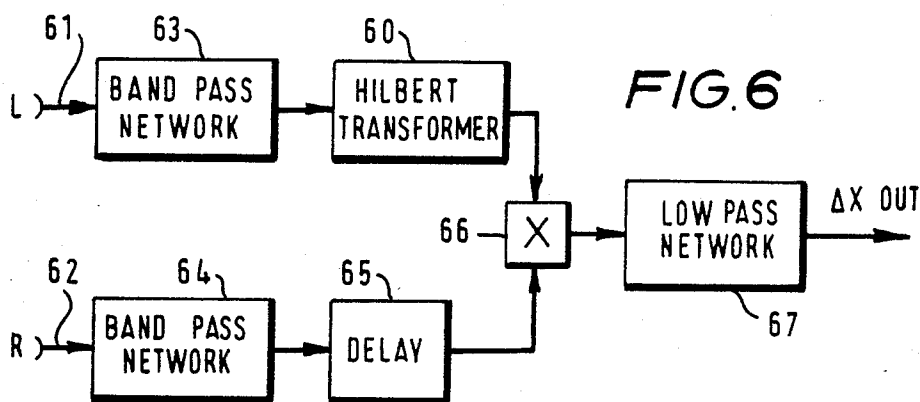 61
63
60
FIG.6
L
BAND PASS
NETWORK
HILBERT
TRANSFORMER
66
X
LOW PASS
NETWORK
ΔX OUT
67
62
64
65
R
BAND PASS
NETWORK
DELAY